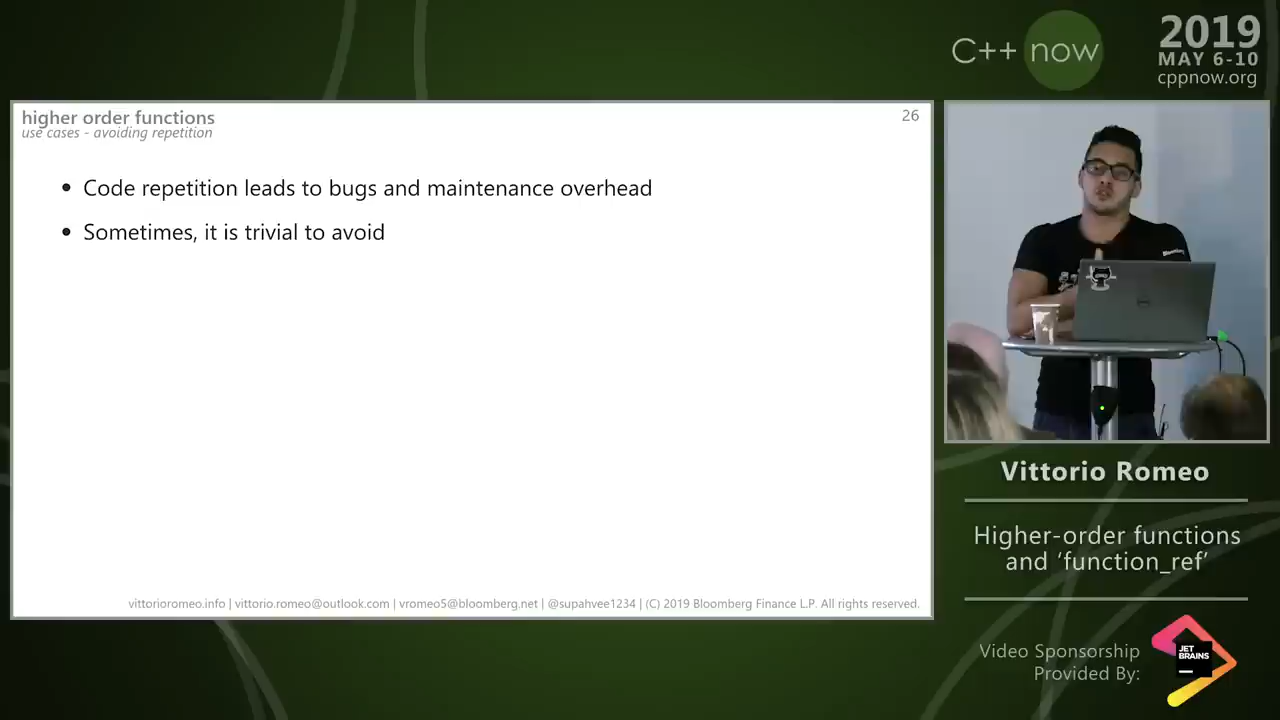 C++ now
2019
MAY 6-10
cppnow.org
higher order functions
use cases - avoiding repetition
26
• Code repetition leads to bugs and maintenance overhead
• Sometimes, it is trivial to avoid
vittorioromeo.info | vittorio.romeo@outlook.com | vromeo5@bloomberg.net | @supahvee1234 | (C) 2019 Bloomberg Finance L.P. All rights reserved.
Vittorio Romeo
Higher-order functions
and ‘function_ref’
Video Sponsorship
Provided By:
JET
BRAINS